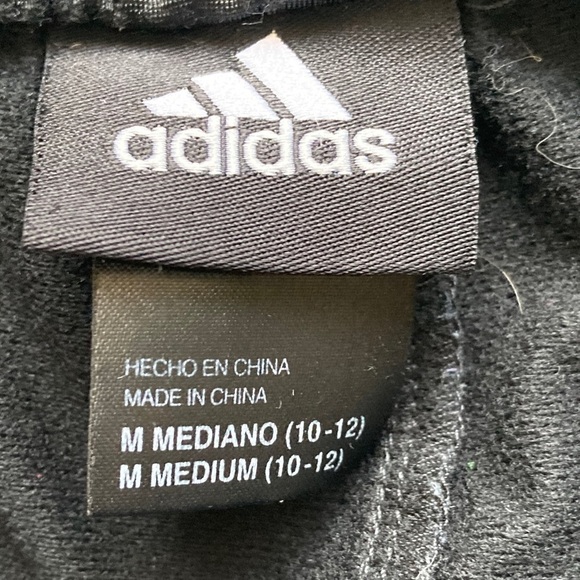 adidas
HECHO EN CHINA
MADE IN CHINA
M MEDIANO (10-12)
M MEDIUM (10-12)